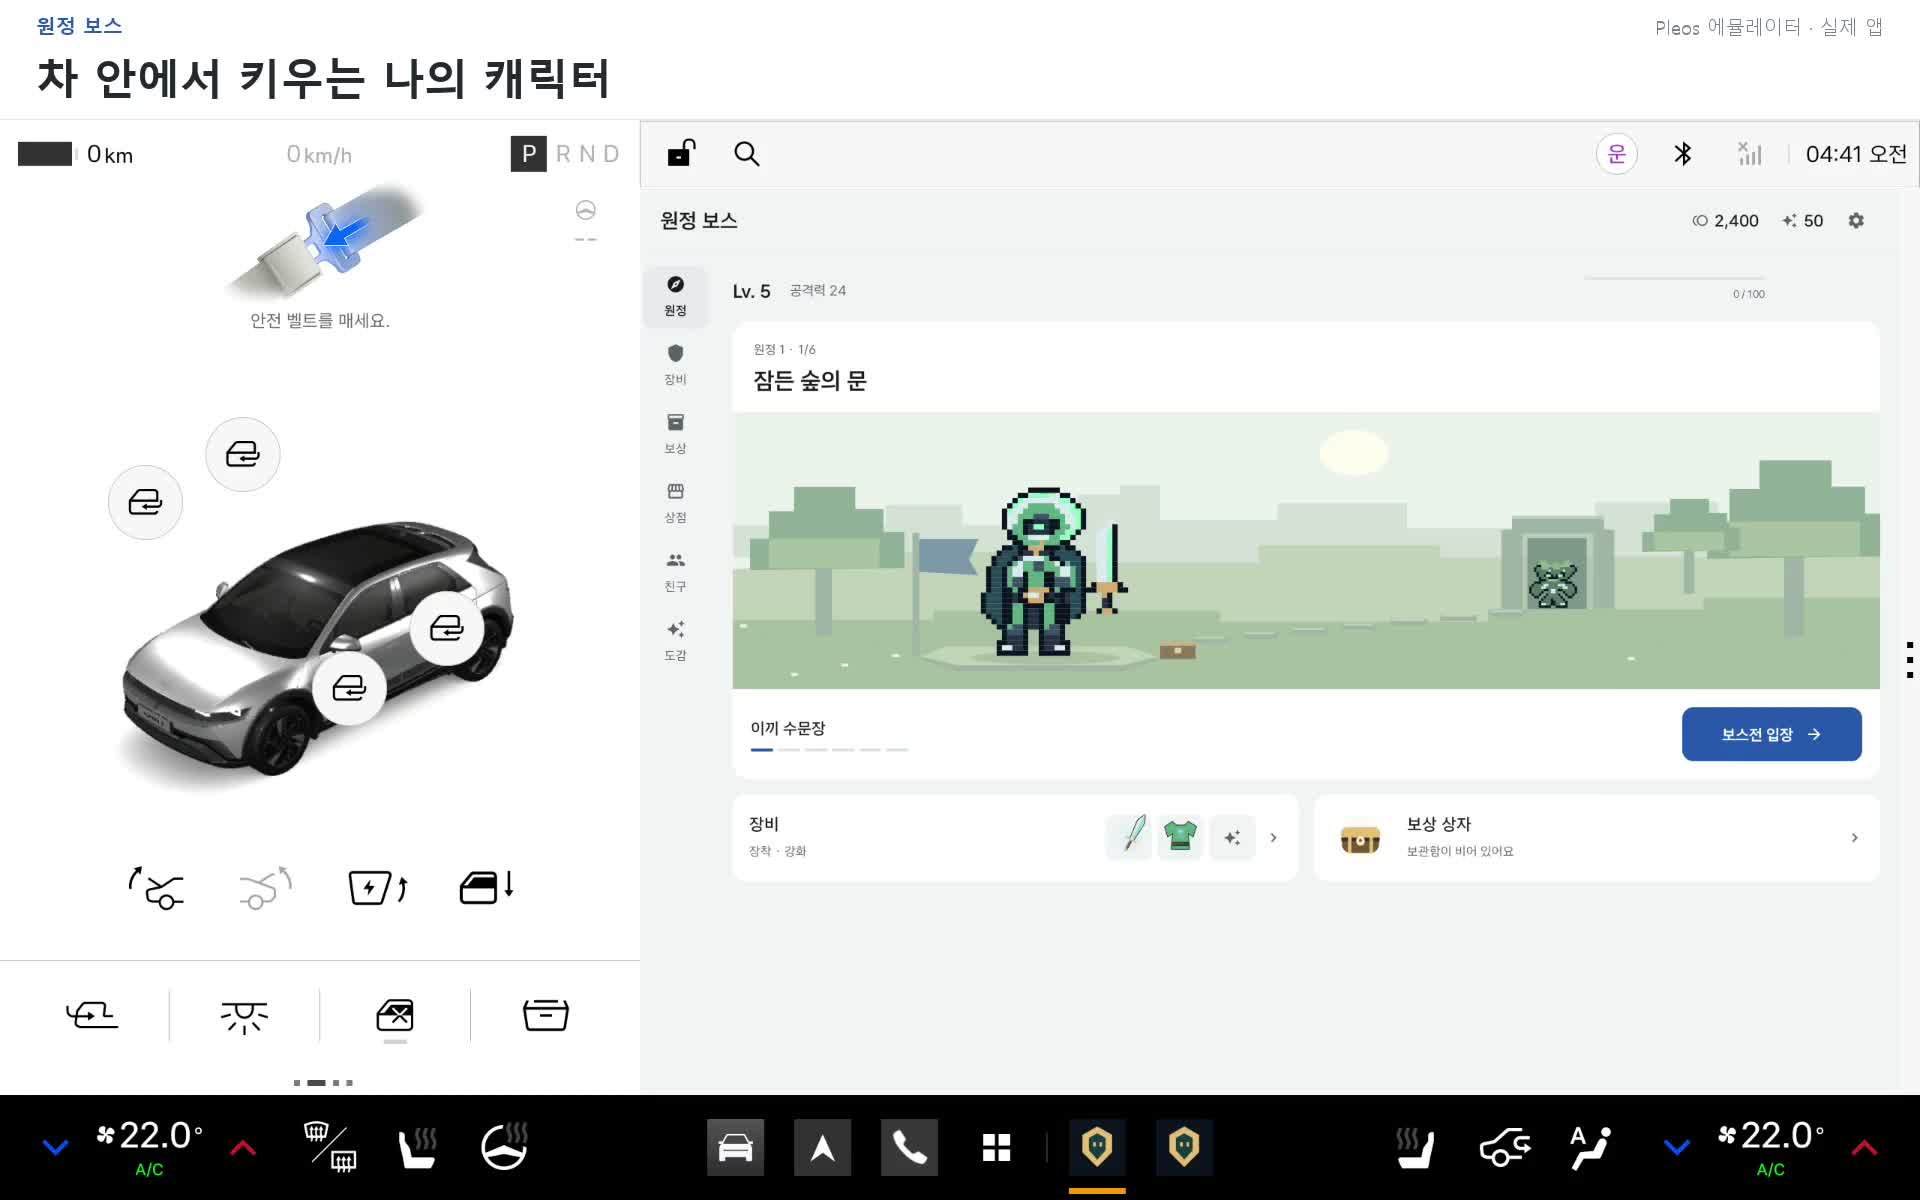 원정 보스
Pleos 에뮬레이터 · 실제 앱
차 안에서 키우는 나의 캐릭터
0 km
0 km/h
P R N D
운
04:41 오전
안전 벨트를 매세요.
원정 보스
2,400
50
원정
장비
보상
상점
친구
도감
Lv. 5 공격력 24
0/100
원정 1 · 1/6
잠든 숲의 문
이끼 수문장
보스전 입장
장비
장착 · 강화
보상 상자
보관함이 비어 있어요
22.0°
A/C
A
22.0°
A/C